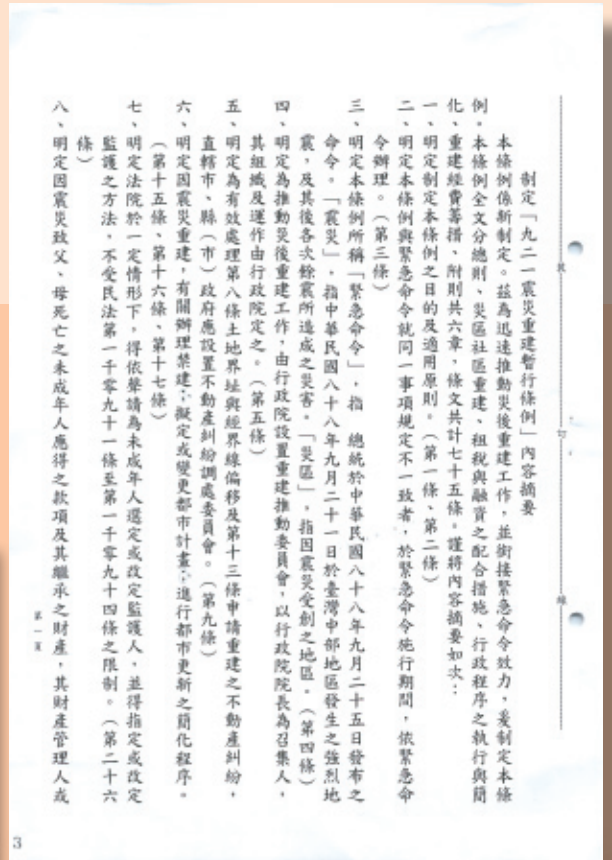 制定「九二一震災重建暫行條例」內容摘要
本條例係新制定。茲為迅速推動災後重建工作，並銜接緊急命令效力，爰制定本條
例。本條例全文分總則、災區社區重建、租稅與融資之配合措施、行政程序之執行與簡
化、重建經費籌措、附則共六章，條文共計七十五條。謹將內容摘要如次：
一、明定制定本條例之目的及適用原則。（第一條、第二條）
二、明定本條例與緊急命令就同一事項規定不一致者，於緊急命令施行期間，依緊急命
令辦理。（第三條）
三、明定本條例所稱「緊急命令」，指　總統於中華民國八十八年九月二十五日發布之
命令。「震災」，指中華民國八十八年九月二十一日於臺灣中部地區發生之強烈地
震，及其後各次餘震所造成之災害。「災區」，指因震災受創之地區。（第四條）
四、明定為推動災後重建工作，由行政院設置重建推動委員會，以行政院院長為召集人，
其組織及運作由行政院定之。（第五條）
五、明定為有效處理第八條土地界址與經界線偏移及第十三條申請重建之不動產糾紛，
直轄市、縣（市）政府應設置不動產糾紛調處委員會。（第九條）
六、明定因震災重建，有關辦理禁建；擬定或變更都市計畫；進行都市更新之簡化程序。
（第十五條、第十六條、第十七條）
七、明定法院於一定情形下，得依聲請為未成年人選定或改定監護人，並得指定或改定
監護之方法，不受民法第一千零九十一條至第一千零九十四條之限制。（第二十六
條）
八、明定因震災致父、母死亡之未成年人應得之款項及其繼承之財產，其財產管理人或
第一頁
裝
訂
線
3